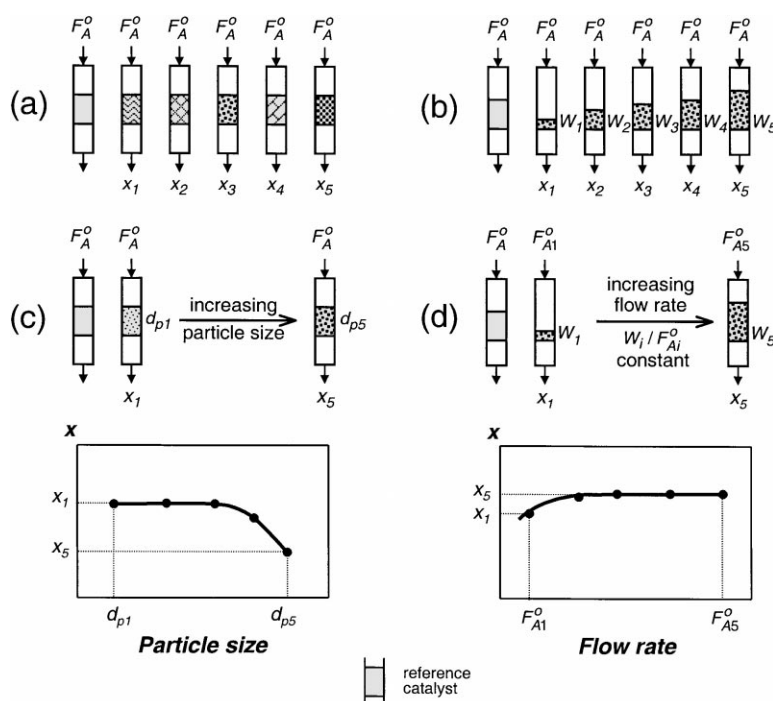 F_A^o F_A^o F_A^o F_A^o F_A^o F_A^o
(a)
x_1 x_2 x_3 x_4 x_5
F_A^o F_A^o F_A^o F_A^o F_A^o F_A^o
(b)
W_1 W_2 W_3 W_4 W_5
x_1 x_2 x_3 x_4 x_5
F_A^o F_A^o F_A^o
(c)
d_p1
increasing
particle size
d_p5
x_1 x_5
F_A^o F_A1^o F_A5^o
(d)
W_1
increasing
flow rate
W_i / F_Ai^o
constant
W_5
x_1 x_5
x
x_1
x_5
d_p1 d_p5
Particle size
x
x_5
x_1
F_A1^o F_A5^o
Flow rate
reference
catalyst